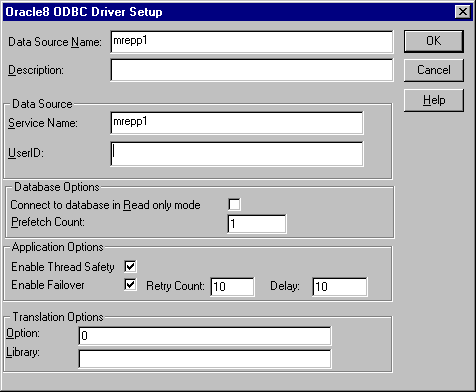 Oracle8 ODBC Driver Setup
Data Source Name: mrepp1
OK
Description:
Cancel
Help
Data Source
Service Name: mrepp1
UserID:
Database Options
Connect to database in Read only mode
Prefetch Count: 1
Application Options
Enable Thread Safety
Enable Failover Retry Count: 10 Delay: 10
Translation Options
Option: 0
Library: